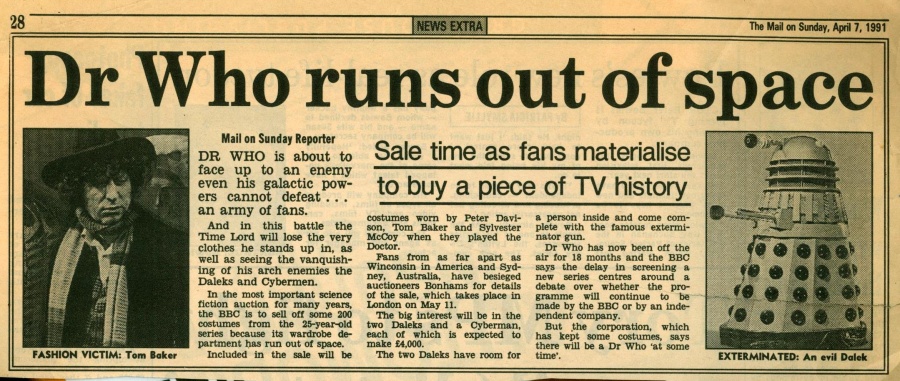 28
NEWS EXTRA
The Mail on Sunday, April 7, 1991
Dr Who runs out of space
FASHION VICTIM: Tom Baker
Mail on Sunday Reporter
DR WHO is about to
face up to an enemy
even his galactic pow-
ers cannot defeat . . .
an army of fans.
And in this battle the
Time Lord will lose the very
clothes he stands up in, as
well as seeing the vanquish-
ing of his arch enemies the
Daleks and Cybermen.
In the most important science
fiction auction for many years,
the BBC is to sell off some 200
costumes from the 25-year-old
series because its wardrobe de-
partment has run out of space.
Included in the sale will be
Sale time as fans materialise
to buy a piece of TV history
costumes worn by Peter Davi-
son, Tom Baker and Sylvester
McCoy when they played the
Doctor.
Fans from as far apart as
Winconsin in America and Syd-
ney, Australia, have besieged
auctioneers Bonhams for details
of the sale, which takes place in
London on May 11.
The big interest will be in the
two Daleks and a Cyberman,
each of which is expected to
make £4,000.
The two Daleks have room for
a person inside and come com-
plete with the famous extermi-
nator gun.
Dr Who has now been off the
air for 18 months and the BBC
says the delay in screening a
new series centres around a
debate over whether the pro-
gramme will continue to be
made by the BBC or by an inde-
pendent company.
But the corporation, which
has kept some costumes, says
there will be a Dr Who ‘at some
time’.
EXTERMINATED: An evil Dalek